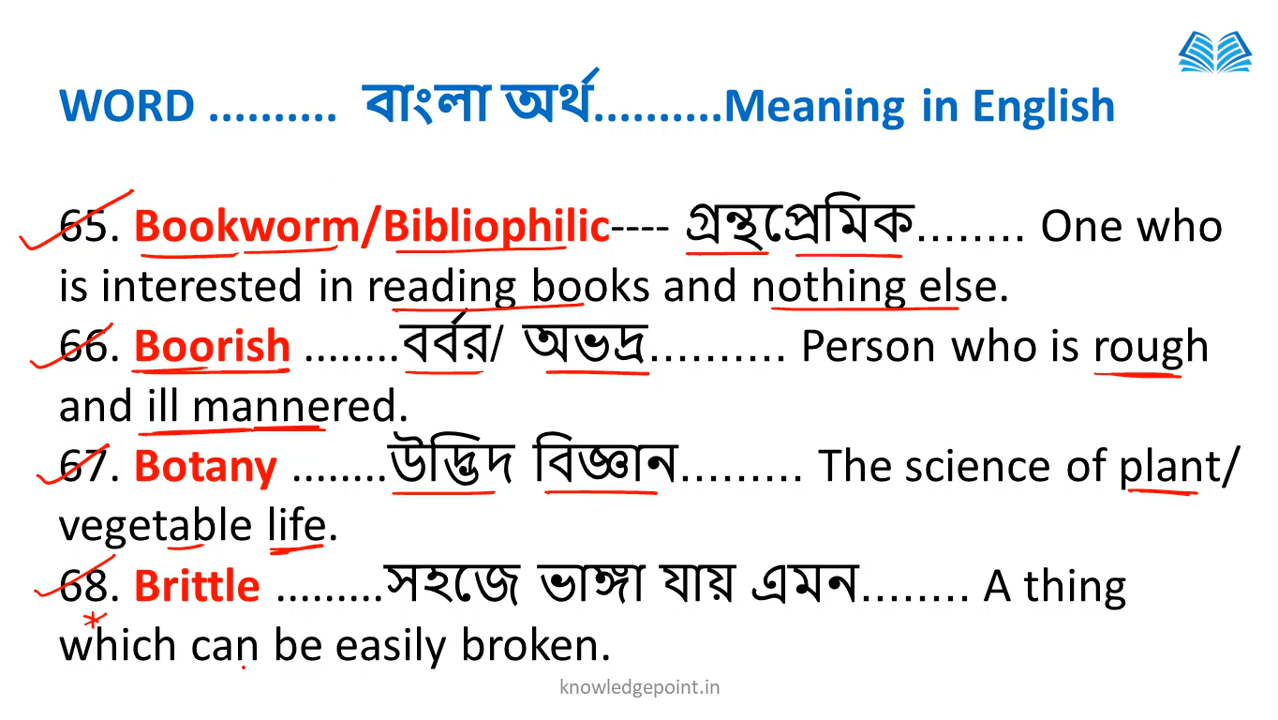 WORD .......... বাংলা অর্থ..........Meaning in English
65. Bookworm/Bibliophilic---- গ্রন্থপ্রেমিক........ One who
is interested in reading books and nothing else.
66. Boorish ........বর্বর/ অভদ্র.......... Person who is rough
and ill mannered.
67. Botany ........উদ্ভিদ বিজ্ঞান......... The science of plant/
vegetable life.
68. Brittle .........সহজে ভাঙ্গা যায় এমন........ A thing
which can be easily broken.
knowledgepoint.in